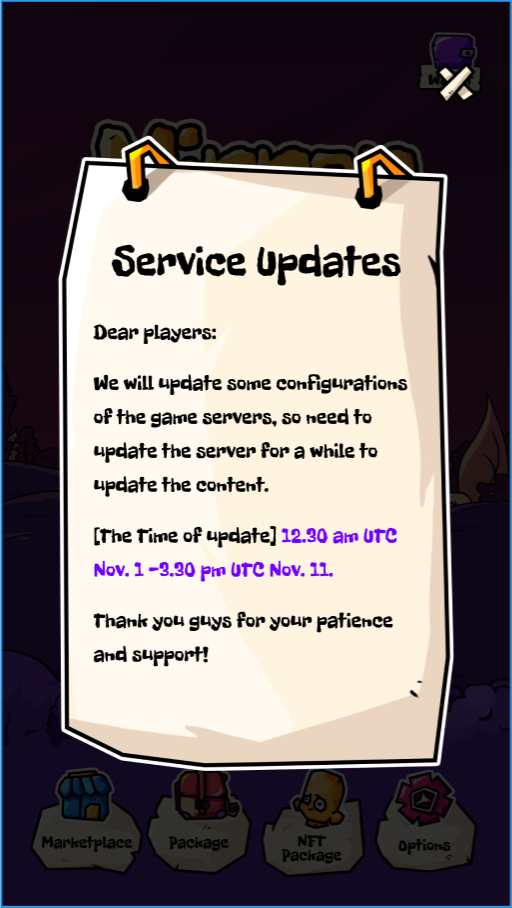 Service Updates
Dear players:
We will update some configurations
of the game servers, so need to
update the server for a while to
update the content.
[The Time of update] 12.30 am UTC
Nov. 1 -3.30 pm UTC Nov. 11.
Thank you guys for your patience
and support!
Marketplace
Package
NFT
Package
Options